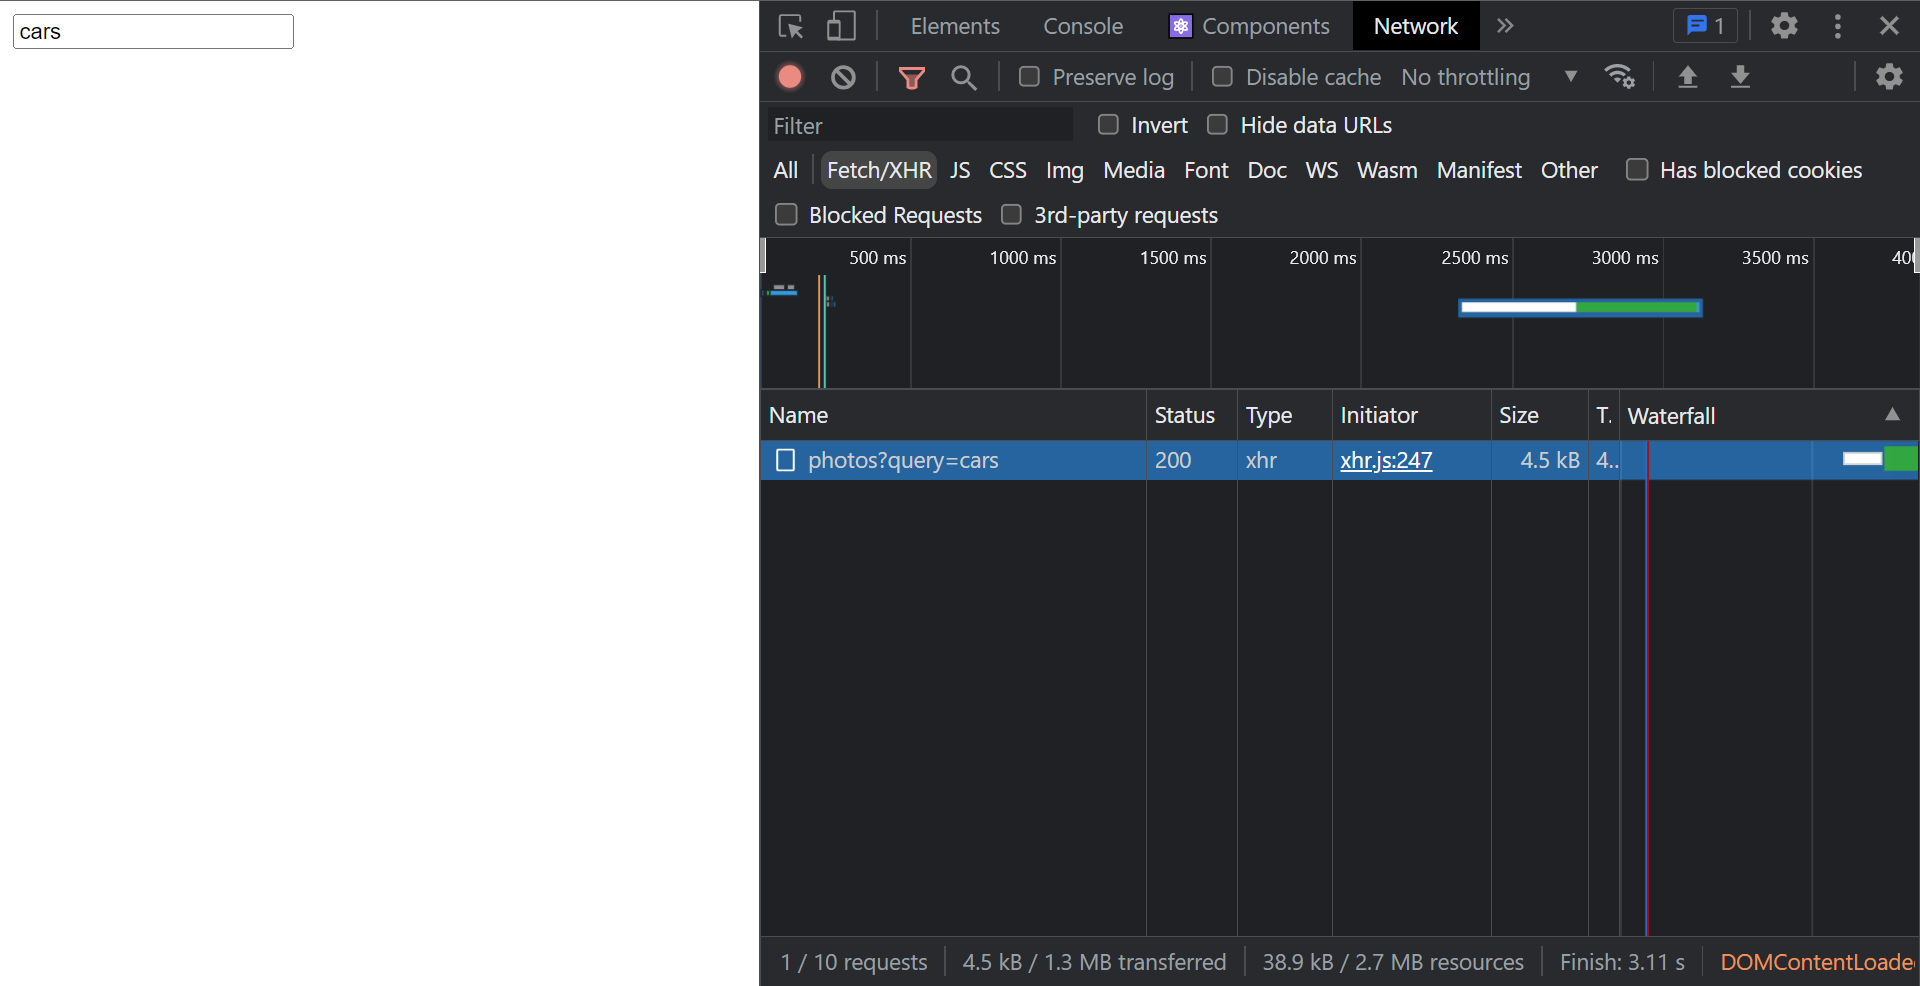 cars
Elements Console Components Network 1
Preserve log Disable cache No throttling
Filter Invert Hide data URLs
All Fetch/XHR JS CSS Img Media Font Doc WS Wasm Manifest Other Has blocked cookies
Blocked Requests 3rd-party requests
500 ms 1000 ms 1500 ms 2000 ms 2500 ms 3000 ms 3500 ms 400
Name Status Type Initiator Size T. Waterfall
photos?query=cars 200 xhr xhr.js:247 4.5 kB 4..
1 / 10 requests 4.5 kB / 1.3 MB transferred 38.9 kB / 2.7 MB resources Finish: 3.11 s DOMContentLoade